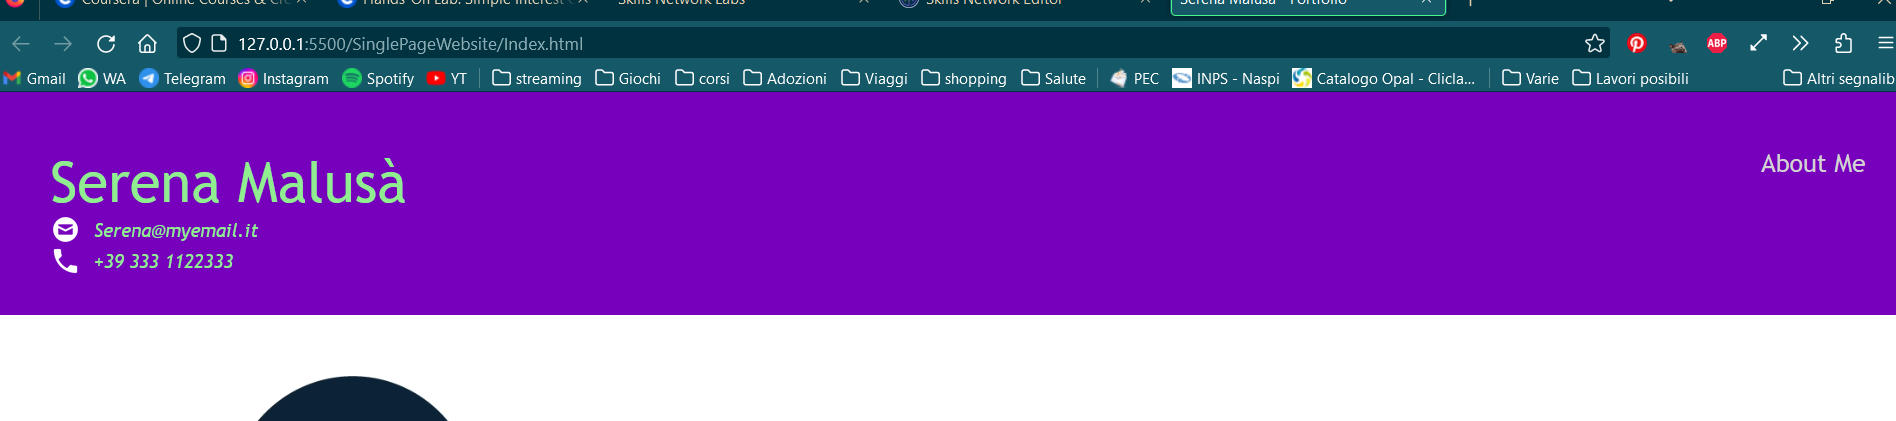 Coursera | Online Courses & Cre
Hands-On Lab: Simple Interest C
Skills Network Labs
Skills Network Editor
Serena Malusà - Portfolio
127.0.0.1:5500/SinglePageWebsite/Index.html
ABP
Gmail WA Telegram Instagram Spotify YT streaming Giochi corsi Adozioni Viaggi shopping Salute PEC INPS - Naspi Catalogo Opal - Clicla... Varie Lavori posibili Altri segnalib
About Me
Serena Malusà
Serena@myemail.it
+39 333 1122333